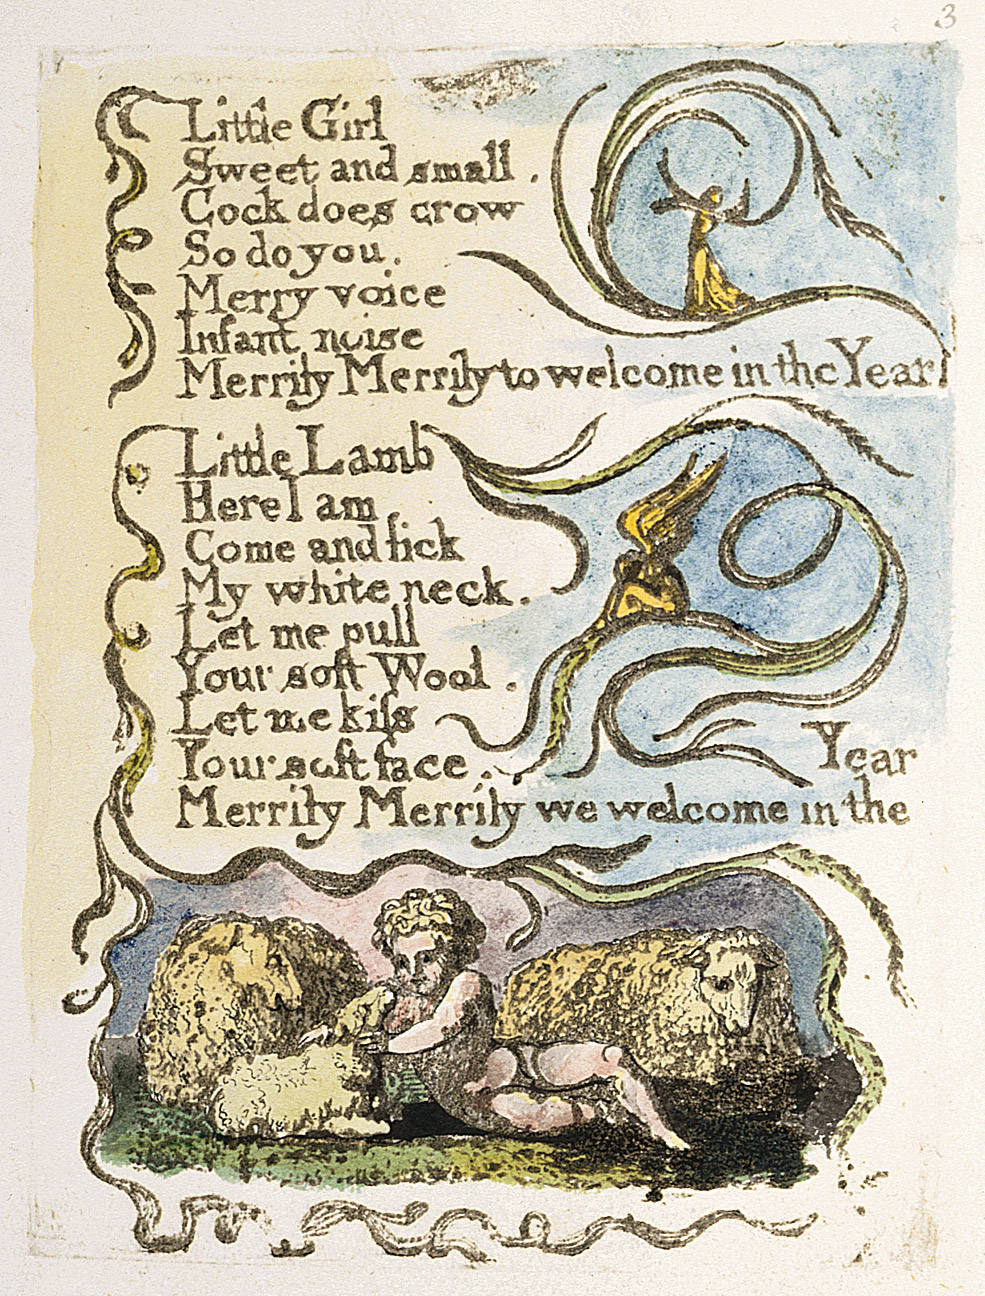 3
Little Girl
Sweet and small.
Cock does crow
So do you.
Merry voice
Infant noise
Merrily Merrily to welcome in the Year
Little Lamb
Here I am
Come and lick
My white neck.
Let me pull
Your soft Wool.
Let me kiss
Your soft face.
Merrily Merrily we welcome in the
Year